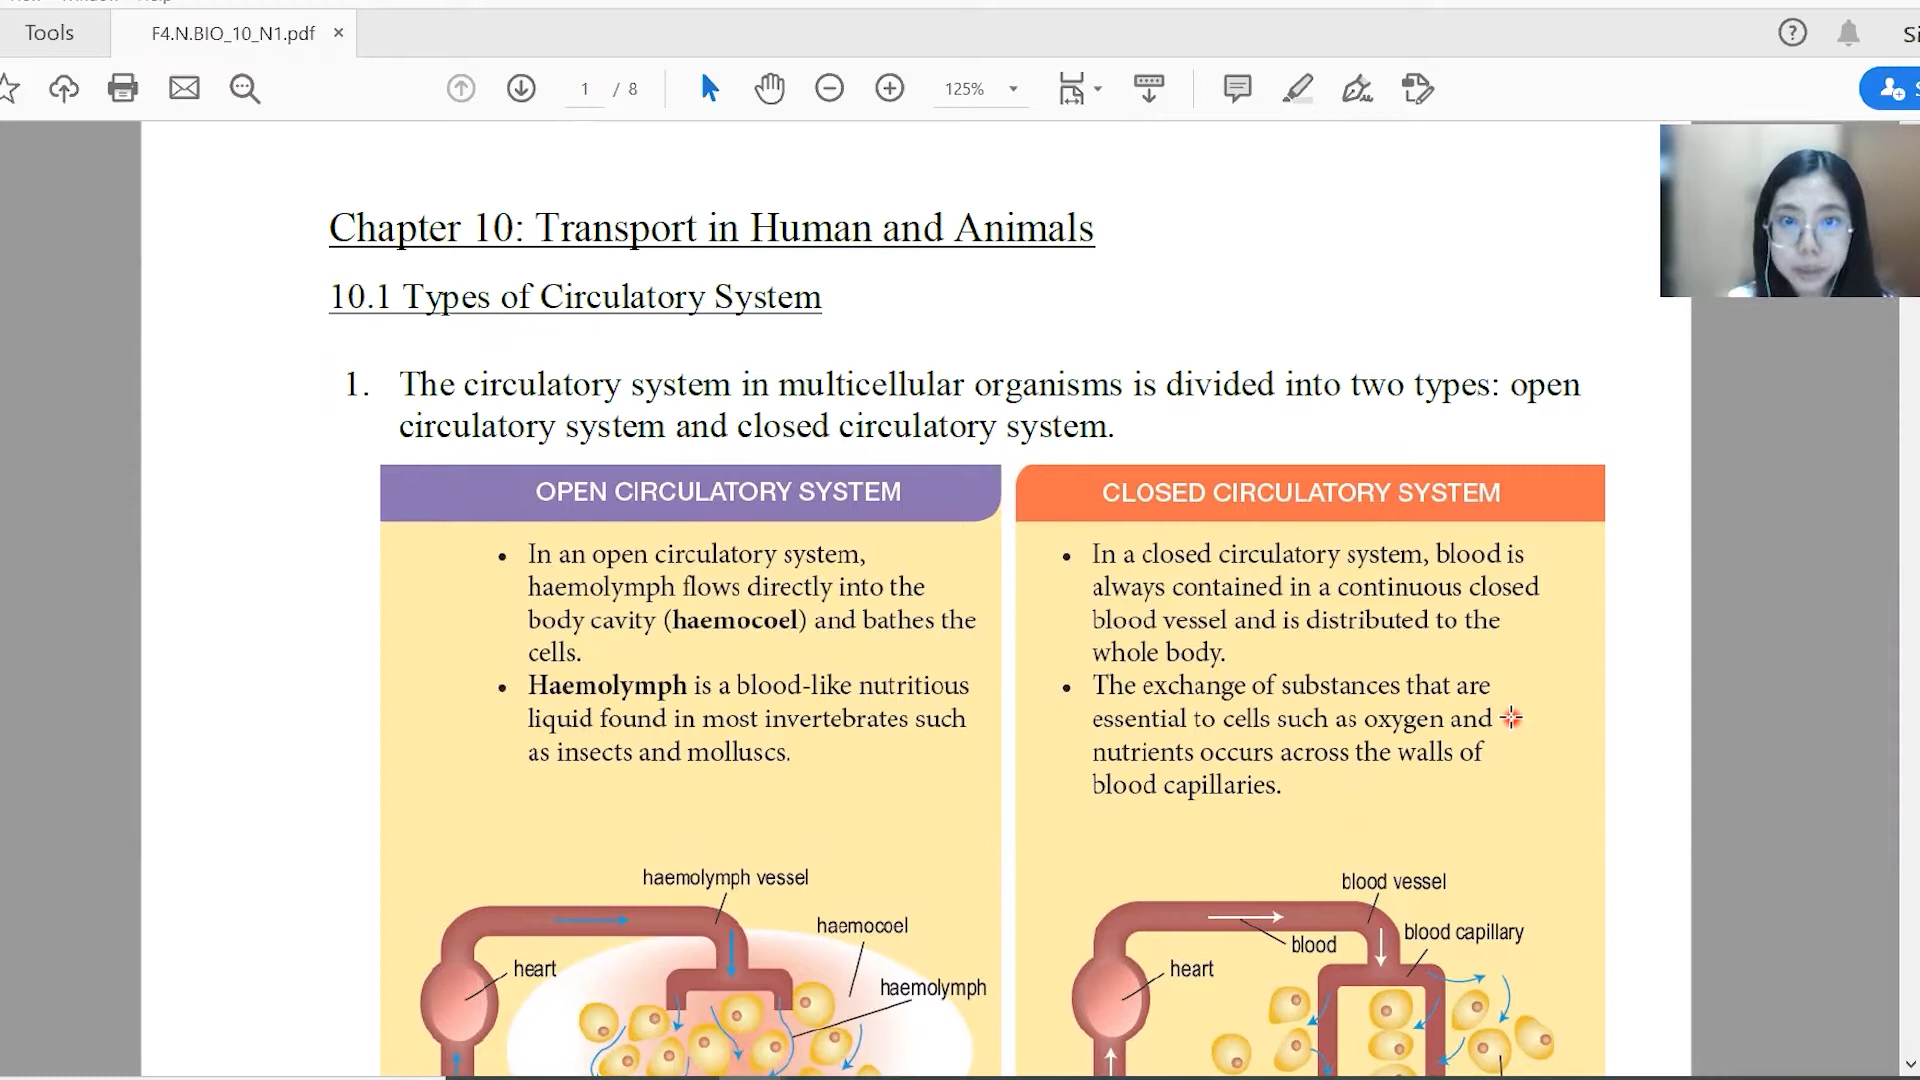 Tools
F4.N.BIO_10_N1.pdf
1 / 8
125%
Chapter 10: Transport in Human and Animals
10.1 Types of Circulatory System
1. The circulatory system in multicellular organisms is divided into two types: open
circulatory system and closed circulatory system.
OPEN CIRCULATORY SYSTEM
• In an open circulatory system,
haemolymph flows directly into the
body cavity (haemocoel) and bathes the
cells.
• Haemolymph is a blood-like nutritious
liquid found in most invertebrates such
as insects and molluscs.
haemolymph vessel
haemocoel
heart
haemolymph
CLOSED CIRCULATORY SYSTEM
• In a closed circulatory system, blood is
always contained in a continuous closed
blood vessel and is distributed to the
whole body.
• The exchange of substances that are
essential to cells such as oxygen and
nutrients occurs across the walls of
blood capillaries.
blood vessel
blood capillary
blood
heart